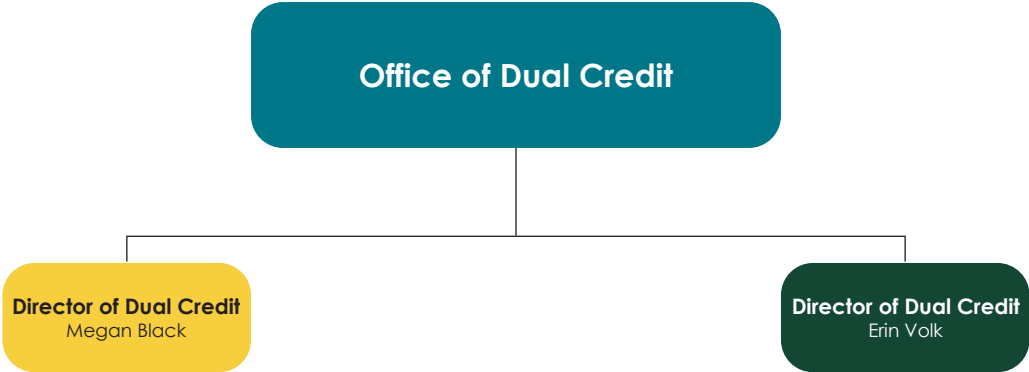 Office of Dual Credit
Director of Dual Credit
Megan Black
Director of Dual Credit
Erin Volk